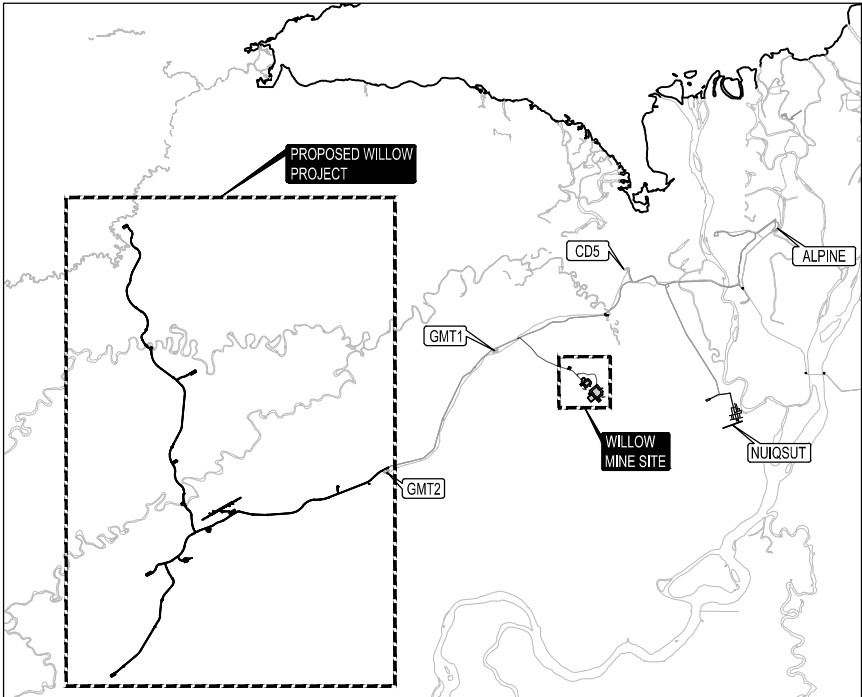 PROPOSED WILLOW
PROJECT
CD5
ALPINE
GMT1
WILLOW
MINE SITE
NUIQSUT
GMT2